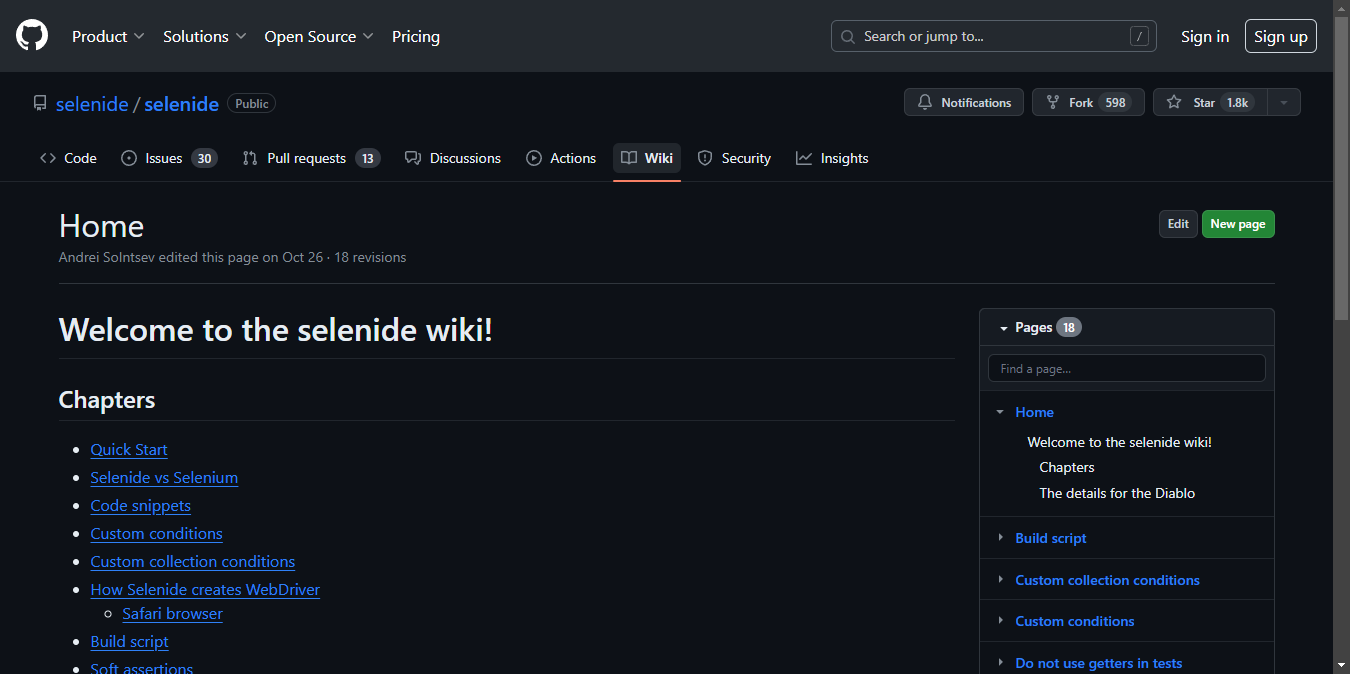 Product Solutions Open Source Pricing Search or jump to... / Sign in Sign up
selenide / selenide Public Notifications Fork 598 Star 1.8k
Code Issues 30 Pull requests 13 Discussions Actions Wiki Security Insights
Home Edit New page
Andrei Solntsev edited this page on Oct 26 · 18 revisions
Welcome to the selenide wiki!
Chapters
Quick Start
Selenide vs Selenium
Code snippets
Custom conditions
Custom collection conditions
How Selenide creates WebDriver
Safari browser
Build script
Soft assertions
Pages 18
Find a page...
Home
Welcome to the selenide wiki!
Chapters
The details for the Diablo
Build script
Custom collection conditions
Custom conditions
Do not use getters in tests